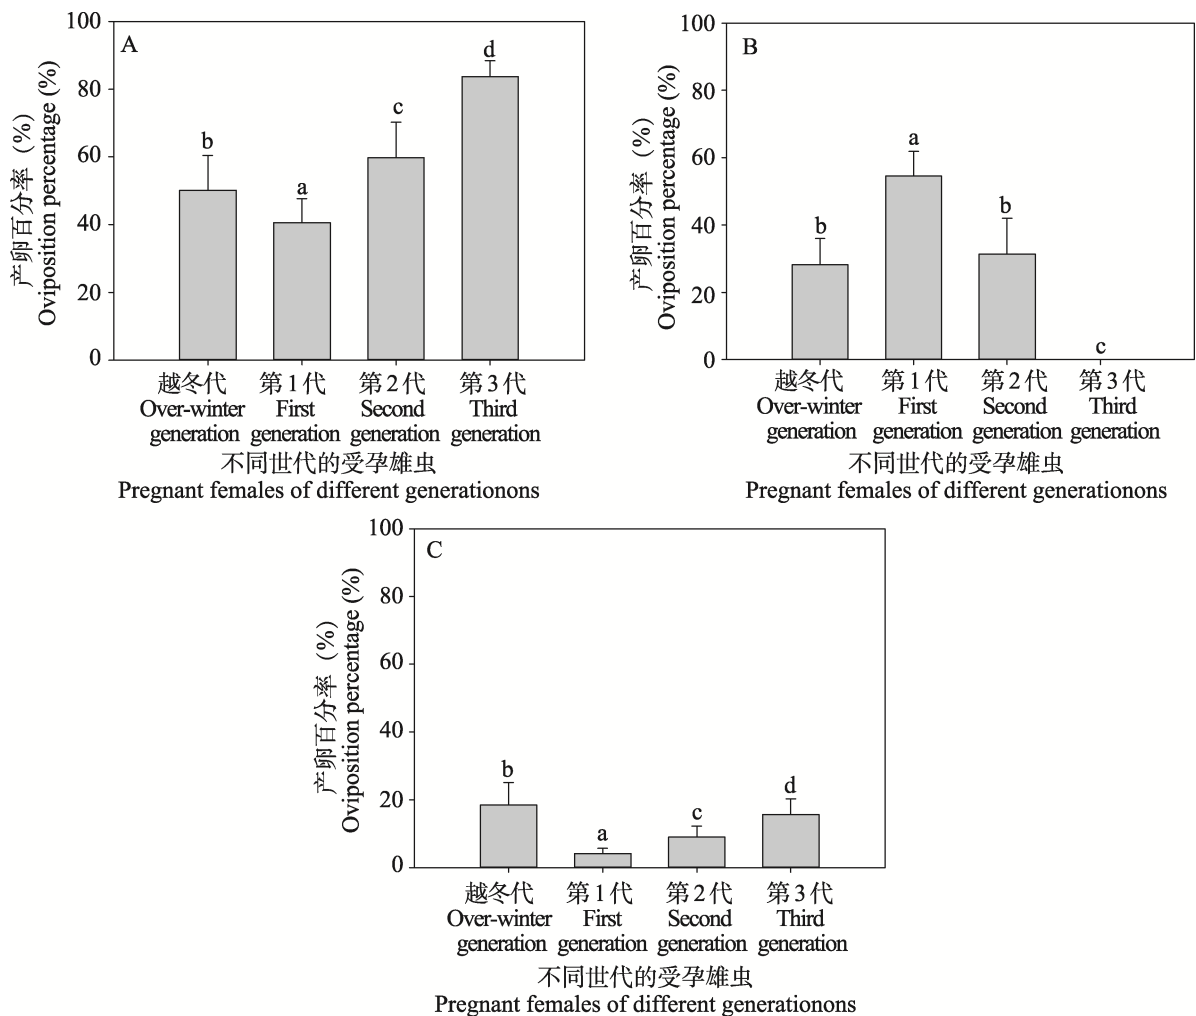 A
产卵百分率（%）
Oviposition percentage (%)
100
80
60
40
20
0
b
a
c
d
越冬代 第1代 第2代 第3代
Over-winter First Second Third
generation generation generation generation
不同世代的受孕雄虫
Pregnant females of different generationons
B
产卵百分率（%）
Oviposition percentage (%)
100
80
60
40
20
0
b
a
b
c
越冬代 第1代 第2代 第3代
Over-winter First Second Third
generation generation generation generation
不同世代的受孕雄虫
Pregnant females of different generationons
C
产卵百分率（%）
Oviposition percentage (%)
100
80
60
40
20
0
b
a
c
d
越冬代 第1代 第2代 第3代
Over-winter First Second Third
generation generation generation generation
不同世代的受孕雄虫
Pregnant females of different generationons